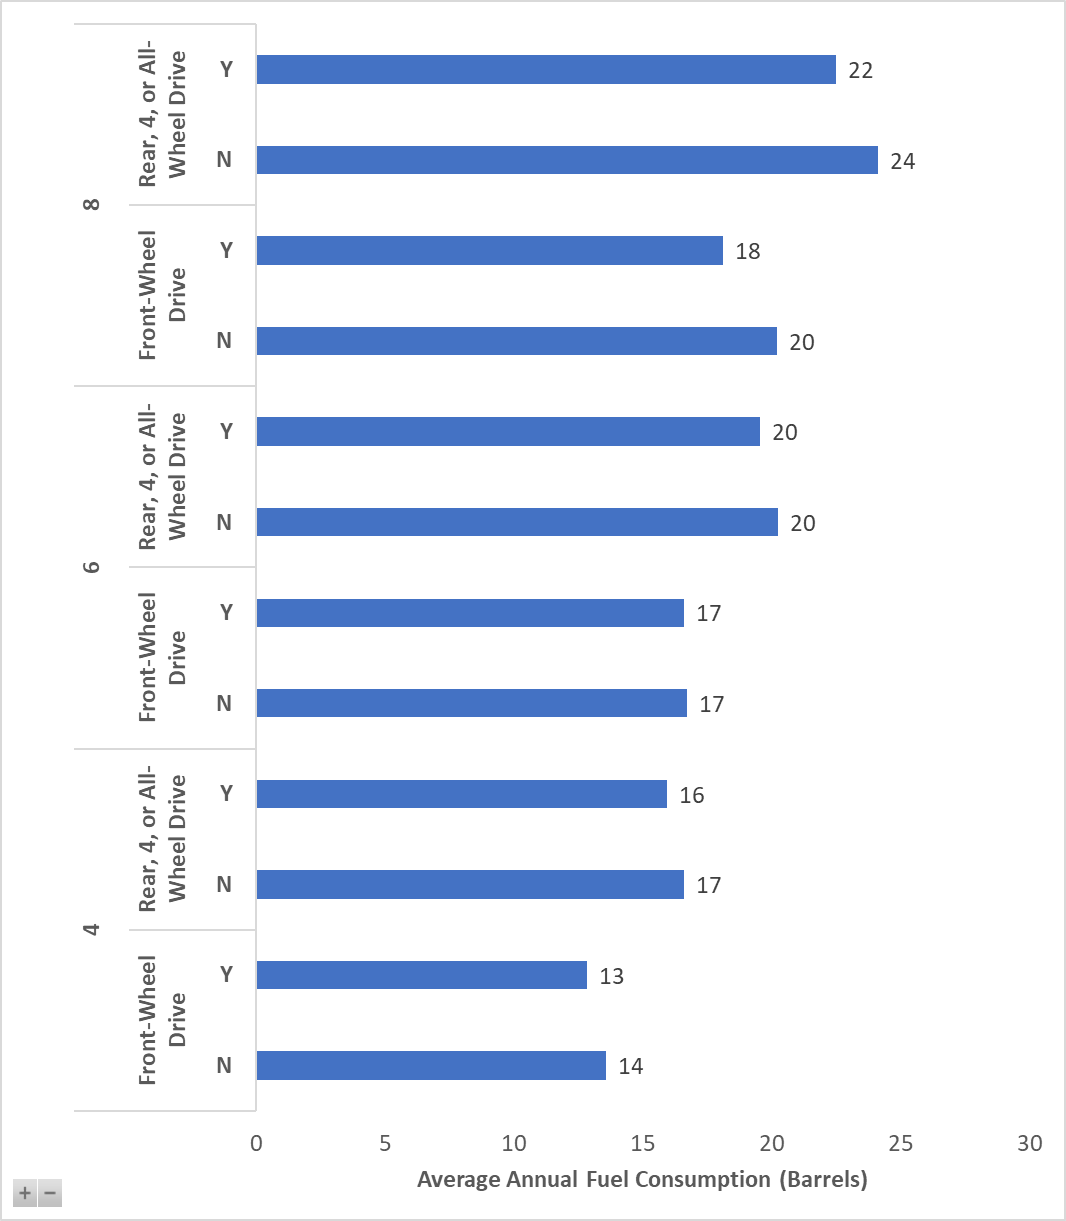 8
Rear, 4, or All-
Wheel Drive
Y
22
N
24
Front-Wheel
Drive
Y
18
N
20
6
Rear, 4, or All-
Wheel Drive
Y
20
N
20
Front-Wheel
Drive
Y
17
N
17
4
Rear, 4, or All-
Wheel Drive
Y
16
N
17
Front-Wheel
Drive
Y
13
N
14
0 5 10 15 20 25 30
Average Annual Fuel Consumption (Barrels)
+ −